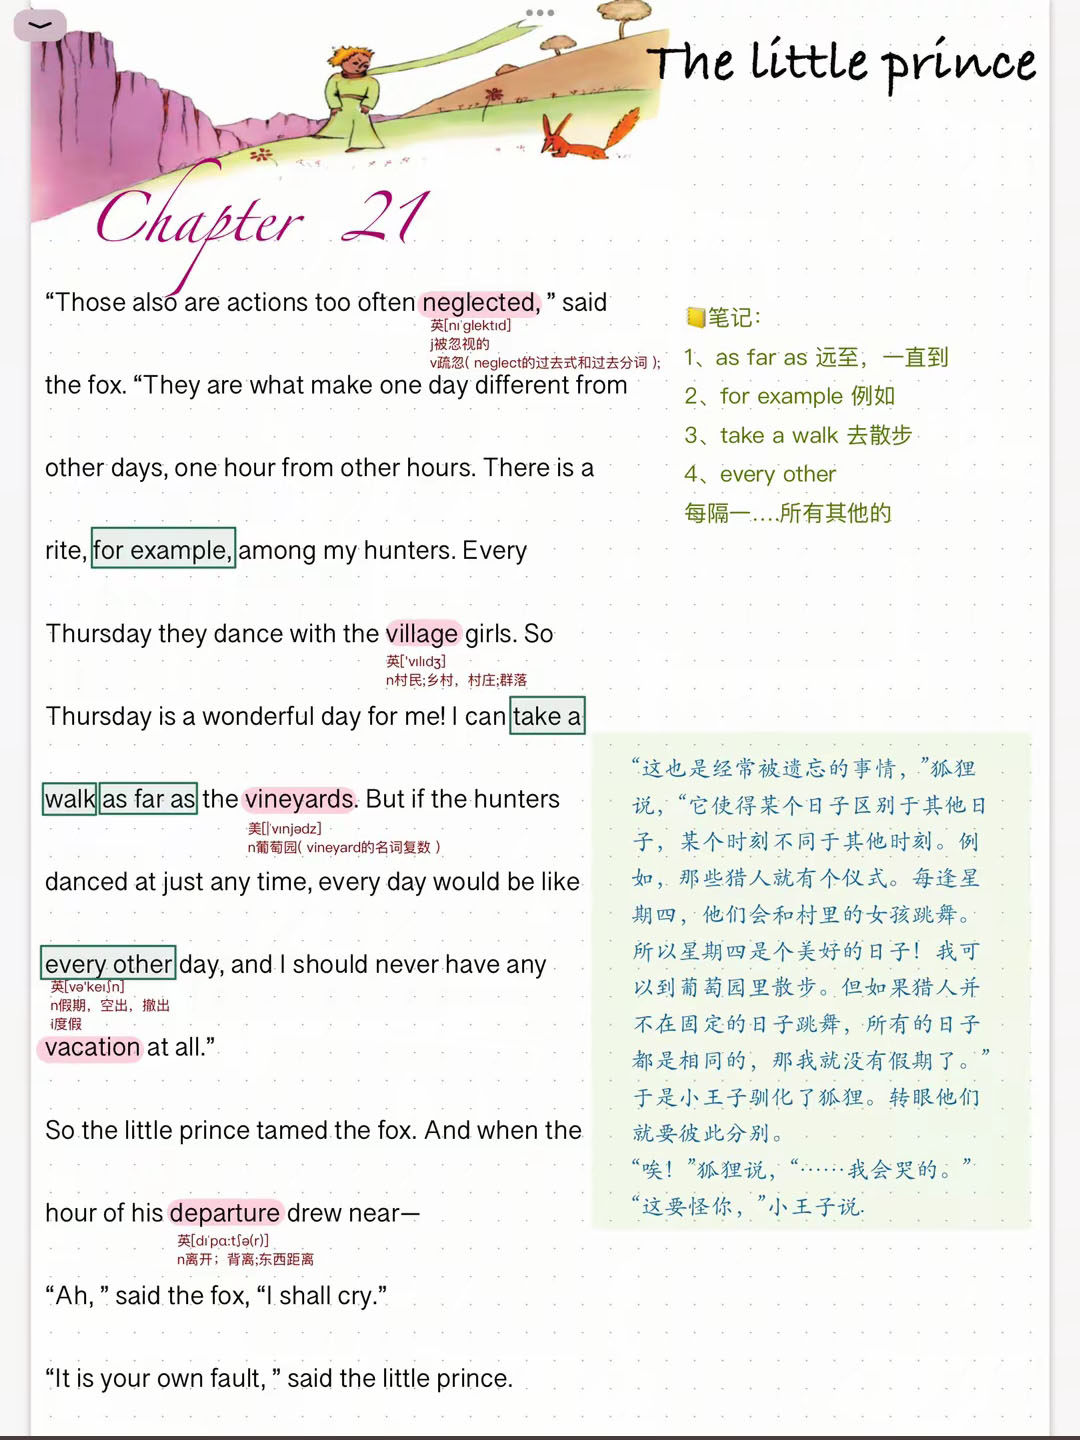 The little prince
Chapter 21
“Those also are actions too often neglected, ” said
英[nɪˈɡlektɪd]
j被忽视的
v疏忽( neglect的过去式和过去分词 );
the fox. “They are what make one day different from
other days, one hour from other hours. There is a
rite, for example, among my hunters. Every
Thursday they dance with the village girls. So
英['vɪlɪdʒ]
n村民;乡村，村庄;群落
Thursday is a wonderful day for me! I can take a
walk as far as the vineyards. But if the hunters
美[ˈvɪnjədz]
n葡萄园( vineyard的名词复数 )
danced at just any time, every day would be like
every other day, and I should never have any
英[və'keɪʃn]
n假期，空出，撤出
i度假
vacation at all.”
So the little prince tamed the fox. And when the
hour of his departure drew near—
英[dɪˈpɑːtʃə(r)]
n离开；背离;东西距离
“Ah, ” said the fox, “I shall cry.”
“It is your own fault, ” said the little prince.
笔记：
1、as far as 远至，一直到
2、for example 例如
3、take a walk 去散步
4、every other
每隔一....所有其他的
“这也是经常被遗忘的事情，”狐狸
说，“它使得某个日子区别于其他日
子，某个时刻不同于其他时刻。例
如，那些猎人就有个仪式。每逢星
期四，他们会和村里的女孩跳舞。
所以星期四是个美好的日子！我可
以到葡萄园里散步。但如果猎人并
不在固定的日子跳舞，所有的日子
都是相同的，那我就没有假期了。”
于是小王子驯化了狐狸。转眼他们
就要彼此分别。
“唉！”狐狸说，“……我会哭的。”
“这要怪你，”小王子说.